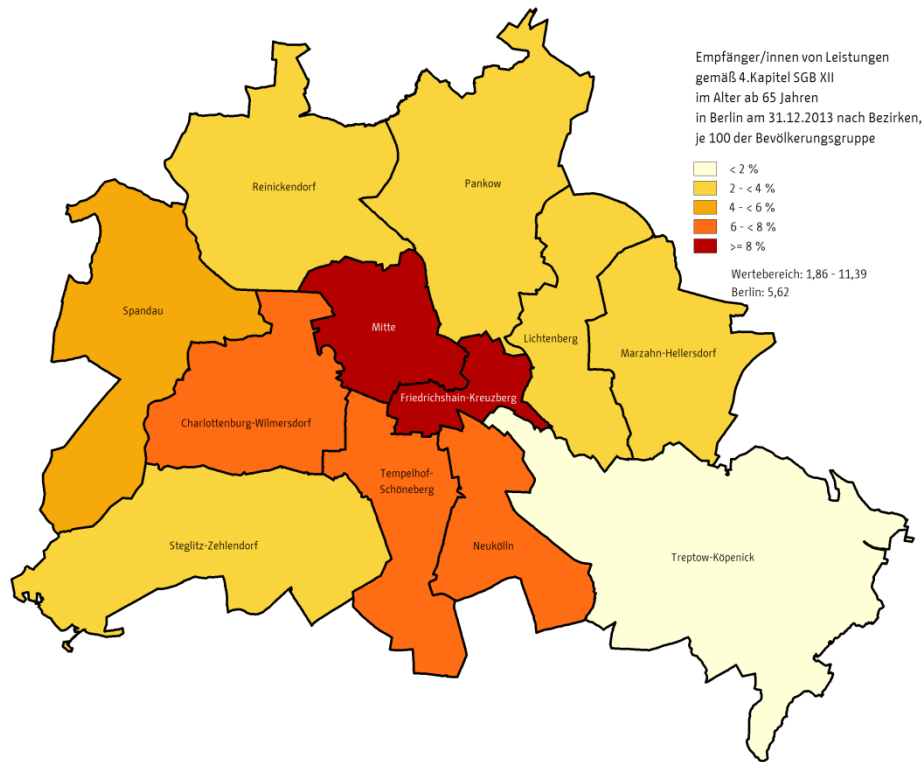 Empfänger/innen von Leistungen
gemäß 4.Kapitel SGB XII
im Alter ab 65 Jahren
in Berlin am 31.12.2013 nach Bezirken,
je 100 der Bevölkerungsgruppe
< 2 %
2 - < 4 %
4 - < 6 %
6 - < 8 %
>= 8 %
Wertebereich: 1,86 - 11,39
Berlin: 5,62
Reinickendorf
Pankow
Spandau
Mitte
Lichtenberg
Marzahn-Hellersdorf
Friedrichshain-Kreuzberg
Charlottenburg-Wilmersdorf
Tempelhof-
Schöneberg
Steglitz-Zehlendorf
Neukölln
Treptow-Köpenick